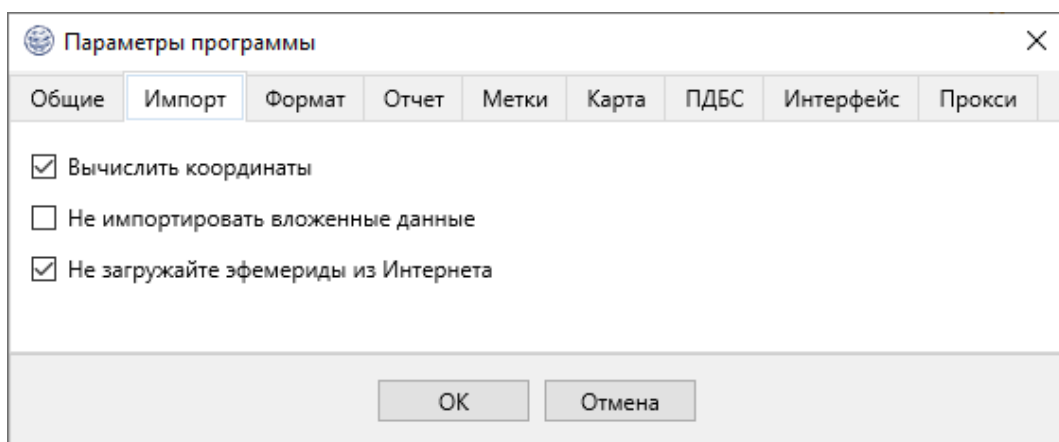 Параметры программы
Общие Импорт Формат Отчет Метки Карта ПДБС Интерфейс Прокси
Вычислить координаты
Не импортировать вложенные данные
Не загружайте эфемериды из Интернета
ОК Отмена